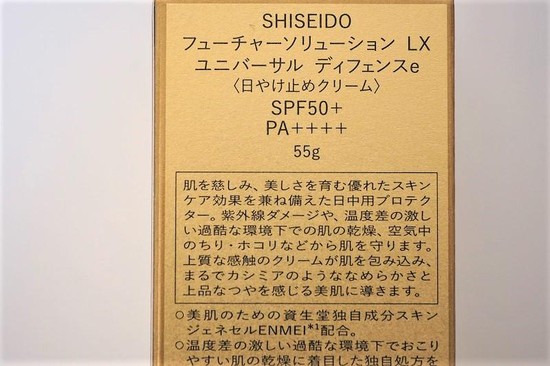 SHISEIDO
フューチャーソリューション LX
ユニバーサル ディフェンスe
〈日やけ止めクリーム〉
SPF50+
PA++++
55g
肌を慈しみ、美しさを育む優れたスキン
ケア効果を兼ね備えた日中用プロテク
ター。紫外線ダメージや、温度差の激し
い過酷な環境下での肌の乾燥、空気中
のちり・ホコリなどから肌を守ります。
上質な感触のクリームが肌を包み込み、
まるでカシミアのようななめらかさと
上品なつやを感じる美肌に導きます。
○美肌のための資生堂独自成分スキン
ジェネセルENMEI*1配合。
○温度差の激しい過酷な環境下でおこ
りやすい肌の乾燥に着目した独自処方を